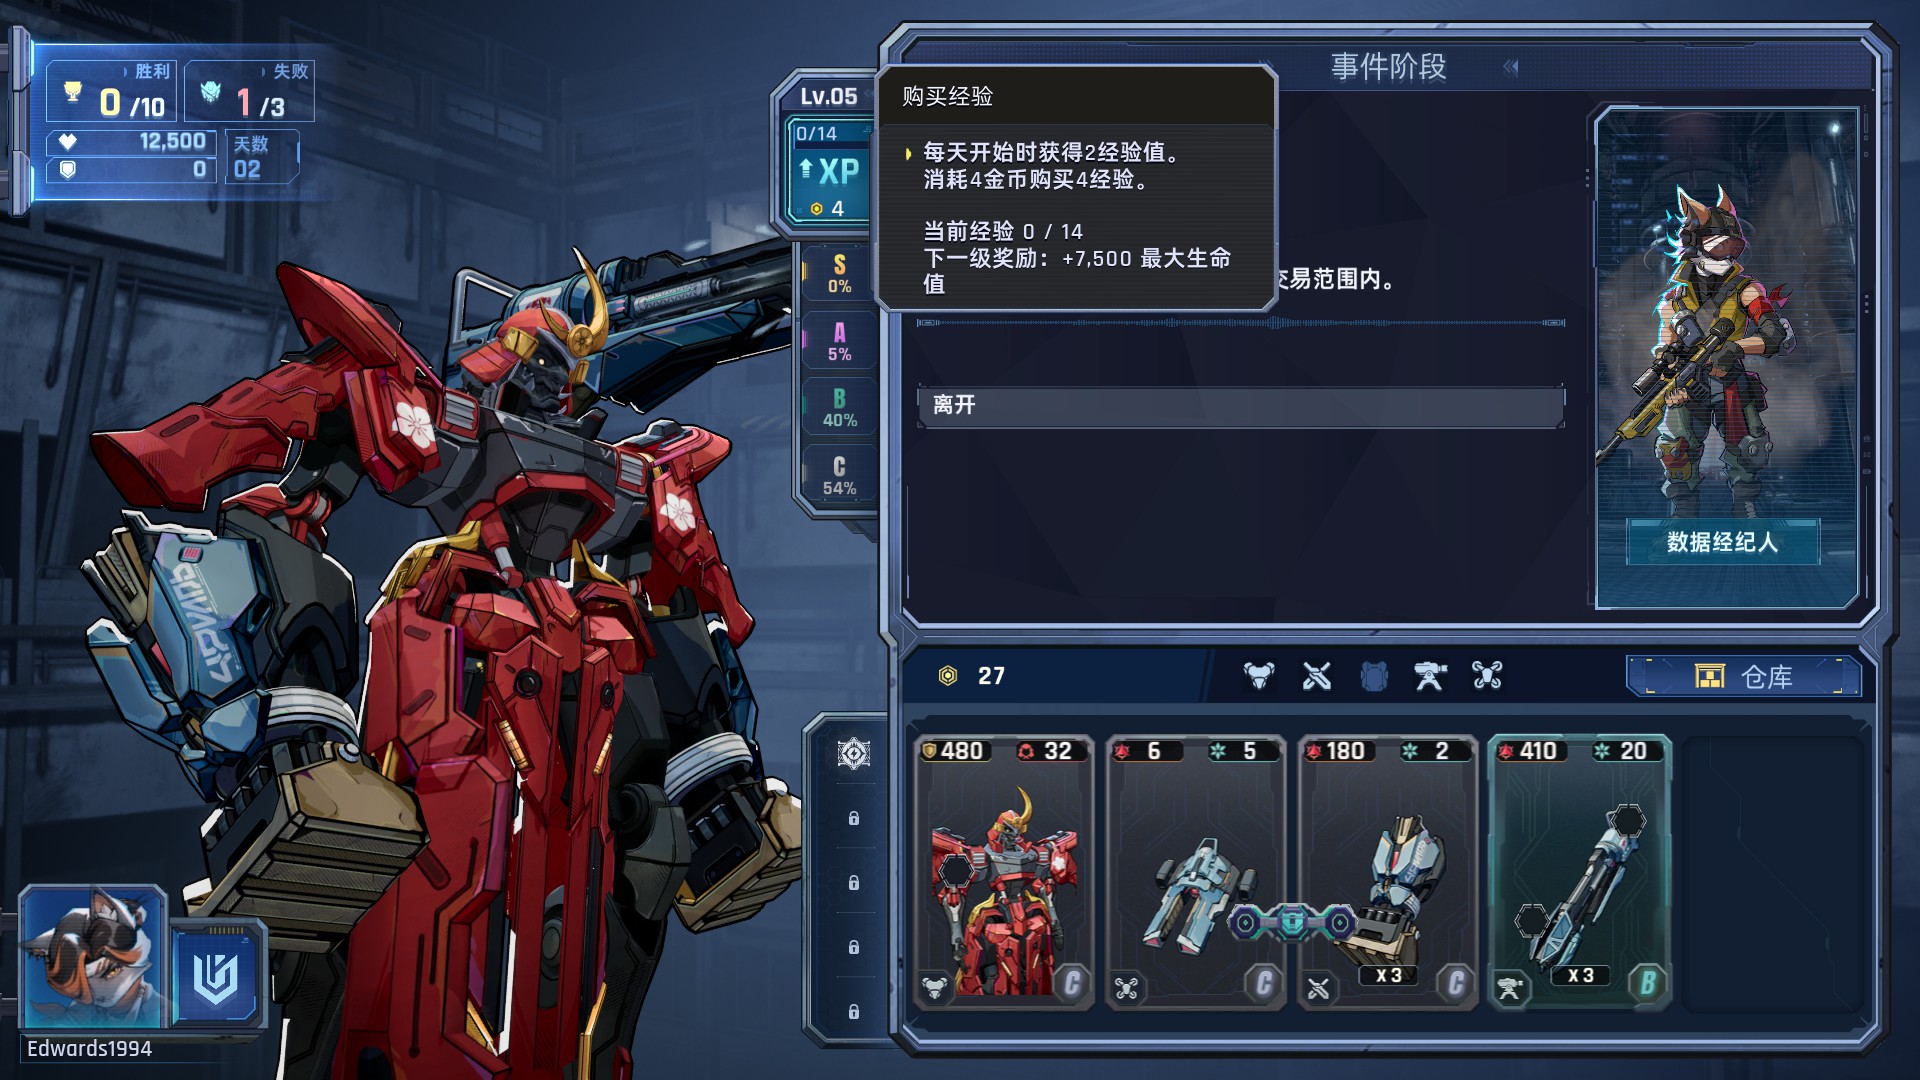 胜利
0 /10
失败
1 /3
12,500
0
天数
02
Lv.05
0/14
XP
4
S
0%
A
5%
B
40%
C
54%
事件阶段
购买经验
每天开始时获得2经验值。
消耗4金币购买4经验。
当前经验 0 / 14
下一级奖励：+7,500 最大生命
值
易范围内。
离开
数据经纪人
27
仓库
480 32
C
6 5
C
180 2
x3
C
410 20
x3
B
Edwards1994